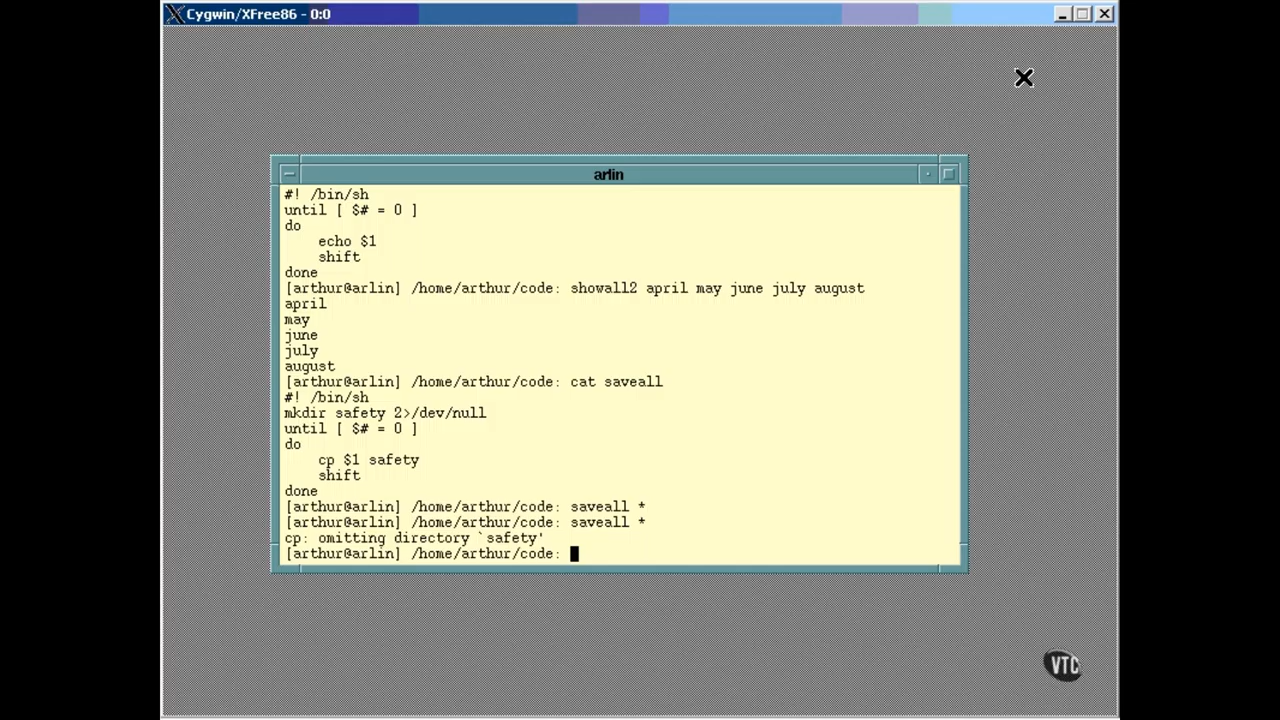 Cygwin/XFree86 - 0:0
arlin
#! /bin/sh
until [ $# = 0 ]
do
    echo $1
    shift
done
[arthur@arlin] /home/arthur/code: showall2 april may june july august
april
may
june
july
august
[arthur@arlin] /home/arthur/code: cat saveall
#! /bin/sh
mkdir safety 2>/dev/null
until [ $# = 0 ]
do
    cp $1 safety
    shift
done
[arthur@arlin] /home/arthur/code: saveall *
[arthur@arlin] /home/arthur/code: saveall *
cp: omitting directory `safety'
[arthur@arlin] /home/arthur/code:
VTC